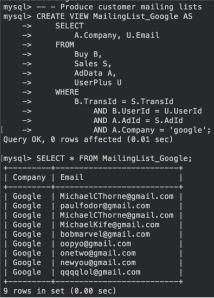 mysql> -- - Produce customer mailing lists
mysql> CREATE VIEW MailingList_Google AS
-> SELECT
-> A.Company, U.Email
-> FROM
-> Buy B,
-> Sales S,
-> AdData A,
-> UserPlus U
-> WHERE
-> B.TransId = S.TransId
-> AND B.UserId = U.UserId
-> AND A.AdId = S.AdId
-> AND A.Company = 'google';
Query OK, 0 rows affected (0.01 sec)
mysql> SELECT * FROM MailingList_Google;
+---------+------------------------+
| Company | Email |
+---------+------------------------+
| Google | MichaelCThorne@gmail.com |
| Google | paulfodor@gmail.com |
| Google | MichaelCThorne@gmail.com |
| Google | MichaelKife@gmail.com |
| Google | bobmarvel@gmail.com |
| Google | oopyo@gmail.com |
| Google | onetwo@gmail.com |
| Google | newyou@gmail.com |
| Google | qqqqlol@gmail.com |
+---------+------------------------+
9 rows in set (0.00 sec)